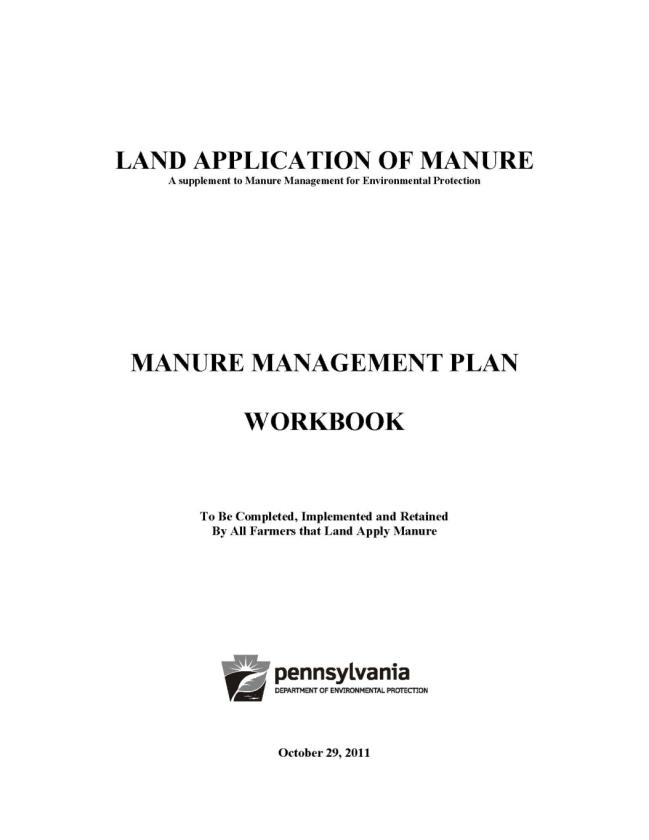 LAND APPLICATION OF MANURE
A supplement to Manure Management for Environmental Protection
MANURE MANAGEMENT PLAN
WORKBOOK
To Be Completed, Implemented and Retained
By All Farmers that Land Apply Manure
pennsylvania
DEPARTMENT OF ENVIRONMENTAL PROTECTION
October 29, 2011